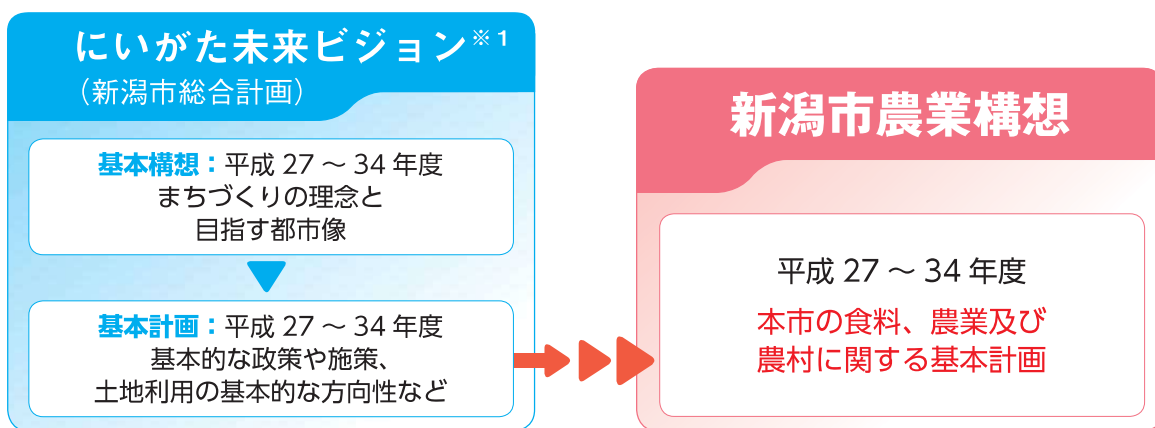 にいがた未来ビジョン※1
（新潟市総合計画）
基本構想：平成 27 ～ 34 年度
まちづくりの理念と
目指す都市像
基本計画：平成 27 ～ 34 年度
基本的な政策や施策、
土地利用の基本的な方向性など
新潟市農業構想
平成 27 ～ 34 年度
本市の食料、農業及び
農村に関する基本計画